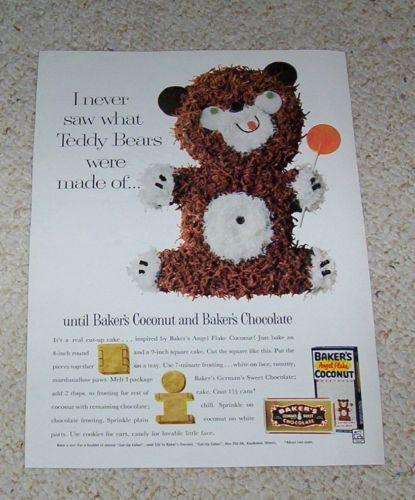 I never
saw what
Teddy Bears
were
made of...
until Baker's Coconut and Baker's Chocolate
It's a real cut-up cake . . . inspired by Baker's Angel Flake Coconut! Just bake an
8-inch round and a 9-inch square cake. Cut the square like this. Put the
pieces together on a tray. Use 7-minute frosting . . . white on face, tummy,
marshmallow paws. Melt 1 package Baker's German's Sweet Chocolate;
add 2 tbsps. to frosting for rest of cake. Coat 1⅓ cans*
coconut with remaining chocolate; chill. Sprinkle on
chocolate frosting. Sprinkle plain coconut on white
parts. Use cookies for ears, candy for lovable little face.
BAKER'S
Angel Flake
COCONUT
BAKER'S
GERMAN'S SWEET
CHOCOLATE